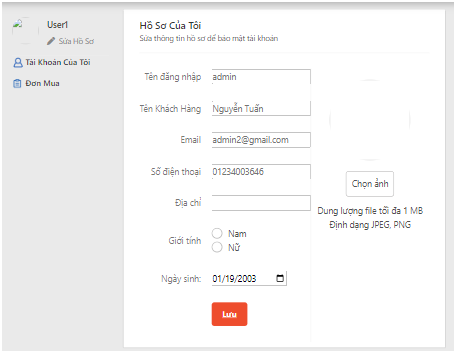 User1
Sửa Hồ Sơ
Tài Khoản Của Tôi
Đơn Mua
Hồ Sơ Của Tôi
Sửa thông tin hồ sơ để bảo mật tài khoản
Tên đăng nhập admin
Tên Khách Hàng Nguyễn Tuấn
Email admin2@gmail.com
Số điện thoại 01234003646
Địa chỉ
Giới tính Nam
Nữ
Ngày sinh: 01/19/2003
Lưu
Chọn ảnh
Dung lượng file tối đa 1 MB
Định dạng JPEG, PNG